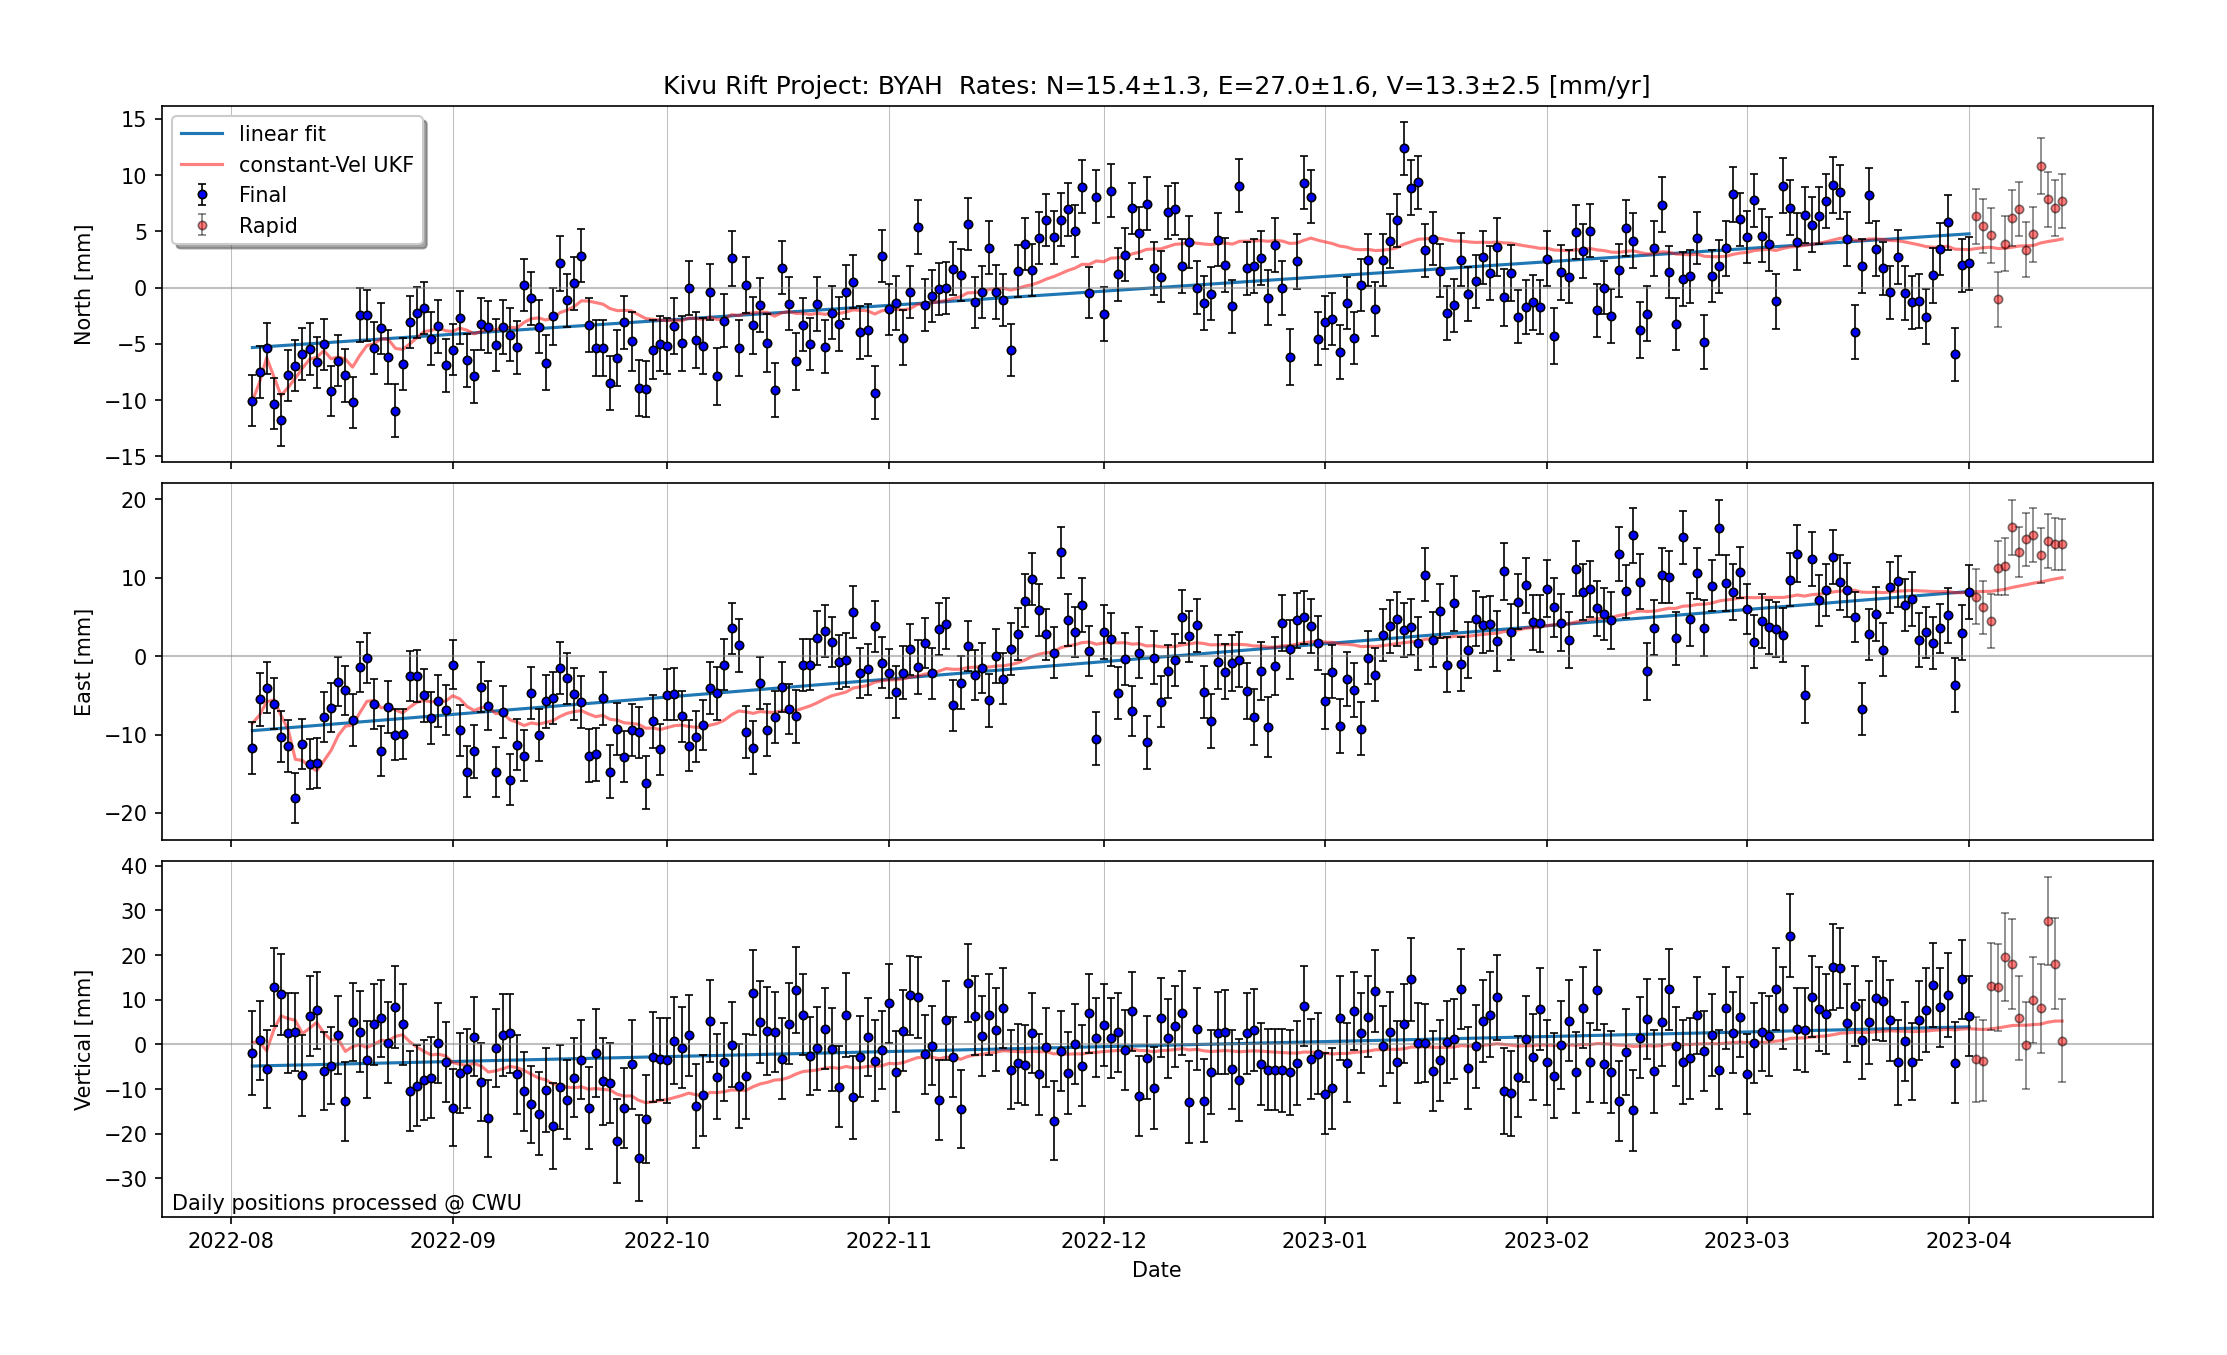 Kivu Rift Project: BYAH  Rates: N=15.4±1.3, E=27.0±1.6, V=13.3±2.5 [mm/yr]
North [mm]
15
10
5
0
−5
−10
−15
linear fit
constant-Vel UKF
Final
Rapid
East [mm]
20
10
0
−10
−20
Vertical [mm]
40
30
20
10
0
−10
−20
−30
Daily positions processed @ CWU
2022-08 2022-09 2022-10 2022-11 2022-12 2023-01 2023-02 2023-03 2023-04
Date